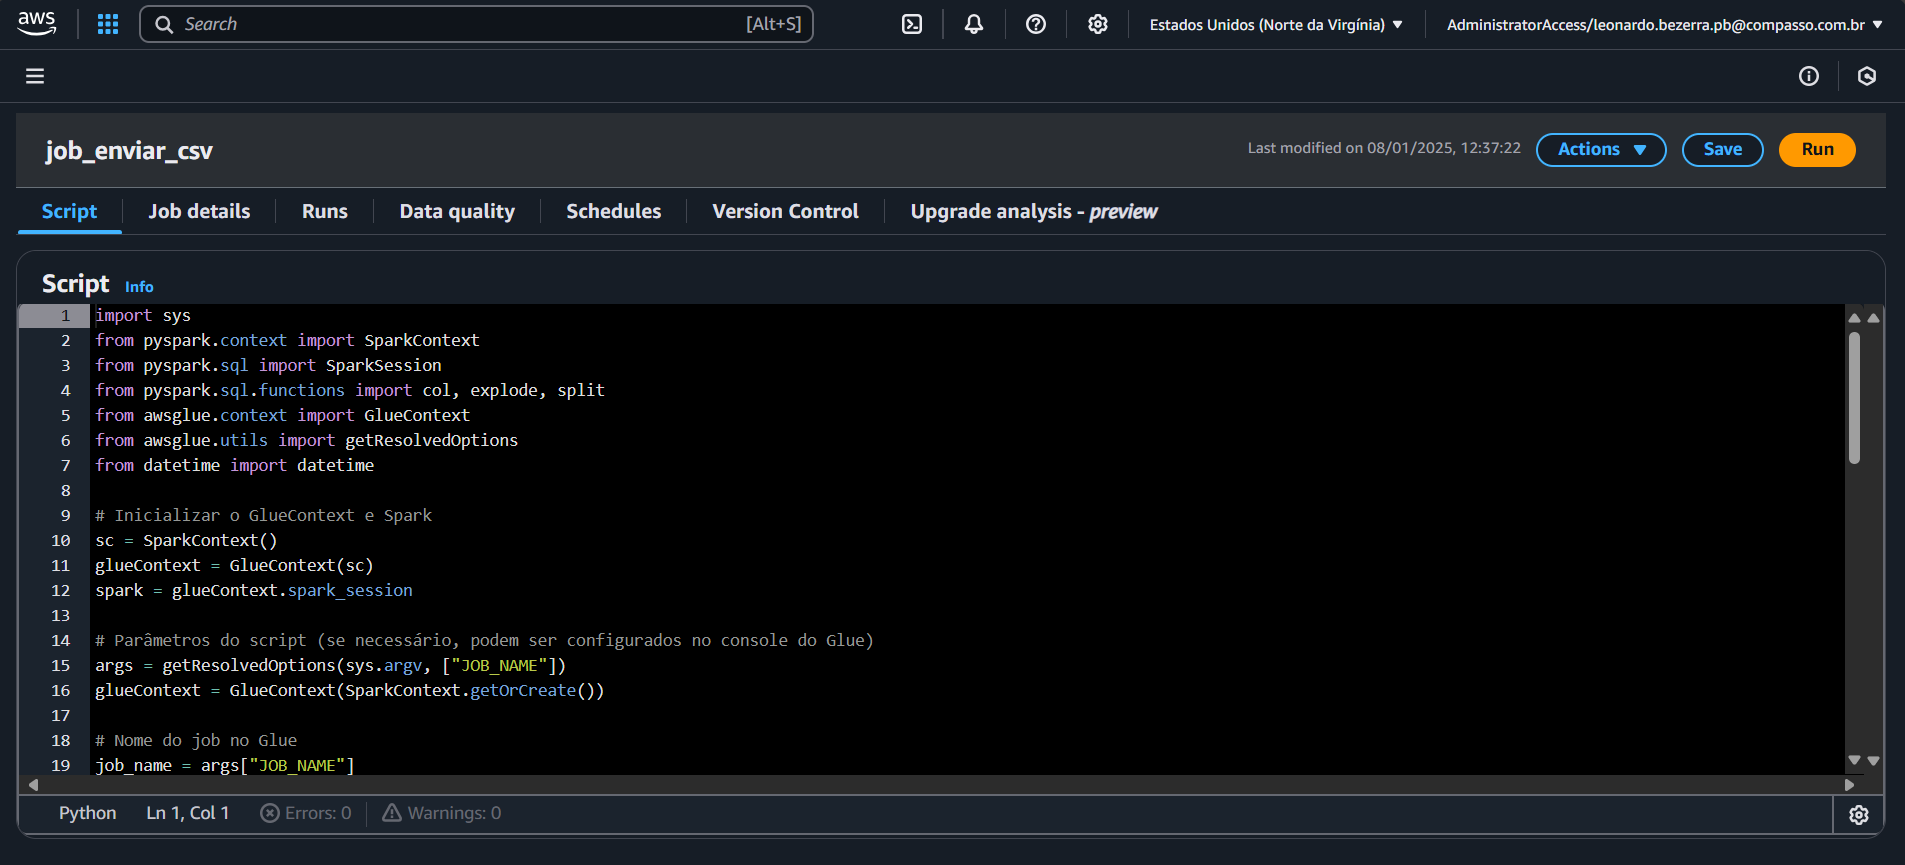 aws
Search [Alt+S]
Estados Unidos (Norte da Virgínia)
AdministratorAccess/leonardo.bezerra.pb@compasso.com.br
job_enviar_csv
Last modified on 08/01/2025, 12:37:22
Actions
Save
Run
Script
Job details
Runs
Data quality
Schedules
Version Control
Upgrade analysis - preview
Script Info
1 import sys
2 from pyspark.context import SparkContext
3 from pyspark.sql import SparkSession
4 from pyspark.sql.functions import col, explode, split
5 from awsglue.context import GlueContext
6 from awsglue.utils import getResolvedOptions
7 from datetime import datetime
8
9 # Inicializar o GlueContext e Spark
10 sc = SparkContext()
11 glueContext = GlueContext(sc)
12 spark = glueContext.spark_session
13
14 # Parâmetros do script (se necessário, podem ser configurados no console do Glue)
15 args = getResolvedOptions(sys.argv, ["JOB_NAME"])
16 glueContext = GlueContext(SparkContext.getOrCreate())
17
18 # Nome do job no Glue
19 job_name = args["JOB_NAME"]
Python Ln 1, Col 1 Errors: 0 Warnings: 0